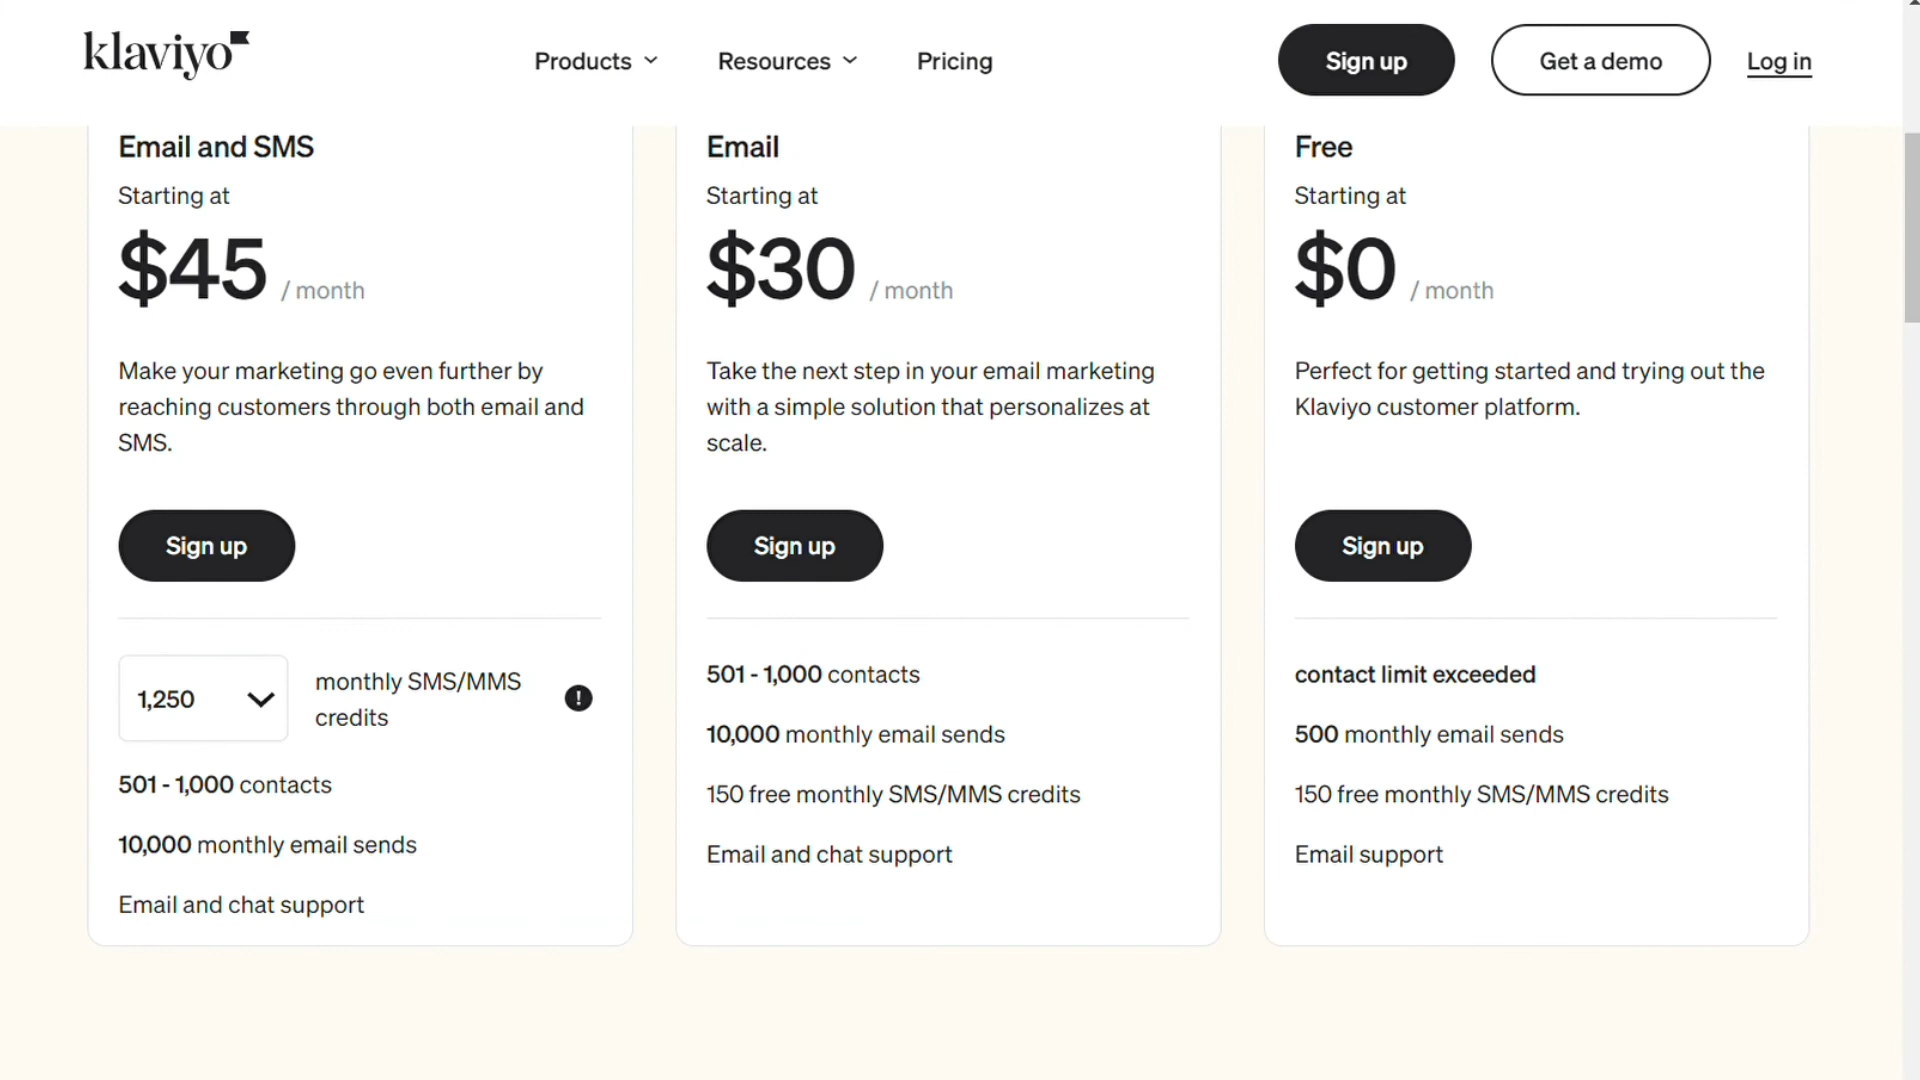 klaviyo
Products
Resources
Pricing
Sign up
Get a demo
Log in
Email and SMS
Starting at
$45 / month
Make your marketing go even further by
reaching customers through both email and
SMS.
Sign up
1,250
monthly SMS/MMS
credits
!
501 - 1,000 contacts
10,000 monthly email sends
Email and chat support
Email
Starting at
$30 / month
Take the next step in your email marketing
with a simple solution that personalizes at
scale.
Sign up
501 - 1,000 contacts
10,000 monthly email sends
150 free monthly SMS/MMS credits
Email and chat support
Free
Starting at
$0 / month
Perfect for getting started and trying out the
Klaviyo customer platform.
Sign up
contact limit exceeded
500 monthly email sends
150 free monthly SMS/MMS credits
Email support